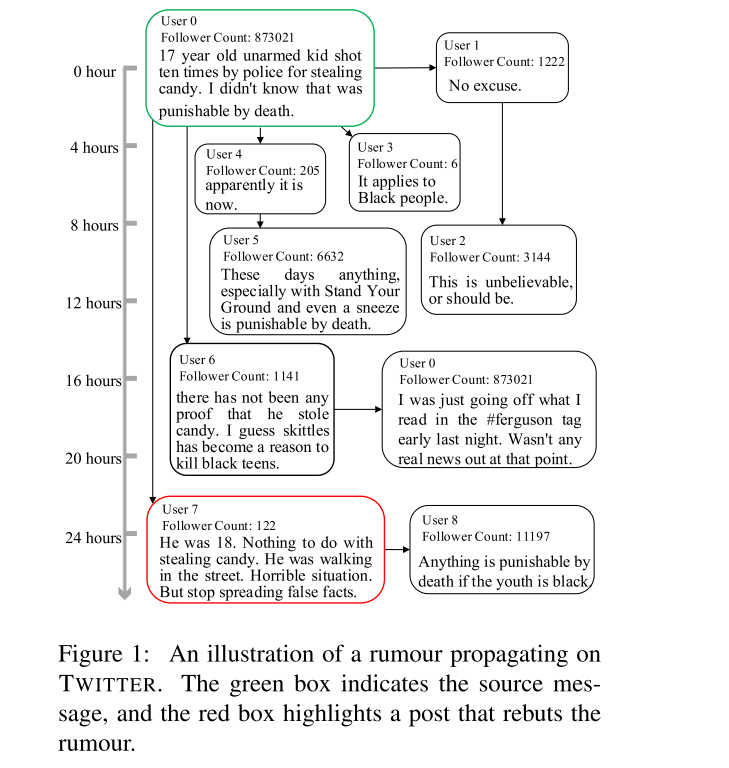 User 0
Follower Count: 873021
17 year old unarmed kid shot
ten times by police for stealing
candy. I didn't know that was
punishable by death.
User 1
Follower Count: 1222
No excuse.
0 hour
4 hours
8 hours
12 hours
16 hours
20 hours
24 hours
User 4
Follower Count: 205
apparently it is
now.
User 3
Follower Count: 6
It applies to
Black people.
User 5
Follower Count: 6632
These days anything,
especially with Stand Your
Ground and even a sneeze
is punishable by death.
User 2
Follower Count: 3144
This is unbelievable,
or should be.
User 6
Follower Count: 1141
there has not been any
proof that he stole
candy. I guess skittles
has become a reason to
kill black teens.
User 0
Follower Count: 873021
I was just going off what I
read in the #ferguson tag
early last night. Wasn't any
real news out at that point.
User 7
Follower Count: 122
He was 18. Nothing to do with
stealing candy. He was walking
in the street. Horrible situation.
But stop spreading false facts.
User 8
Follower Count: 11197
Anything is punishable by
death if the youth is black
Figure 1: An illustration of a rumour propagating on
TWITTER. The green box indicates the source mes-
sage, and the red box highlights a post that rebuts the
rumour.